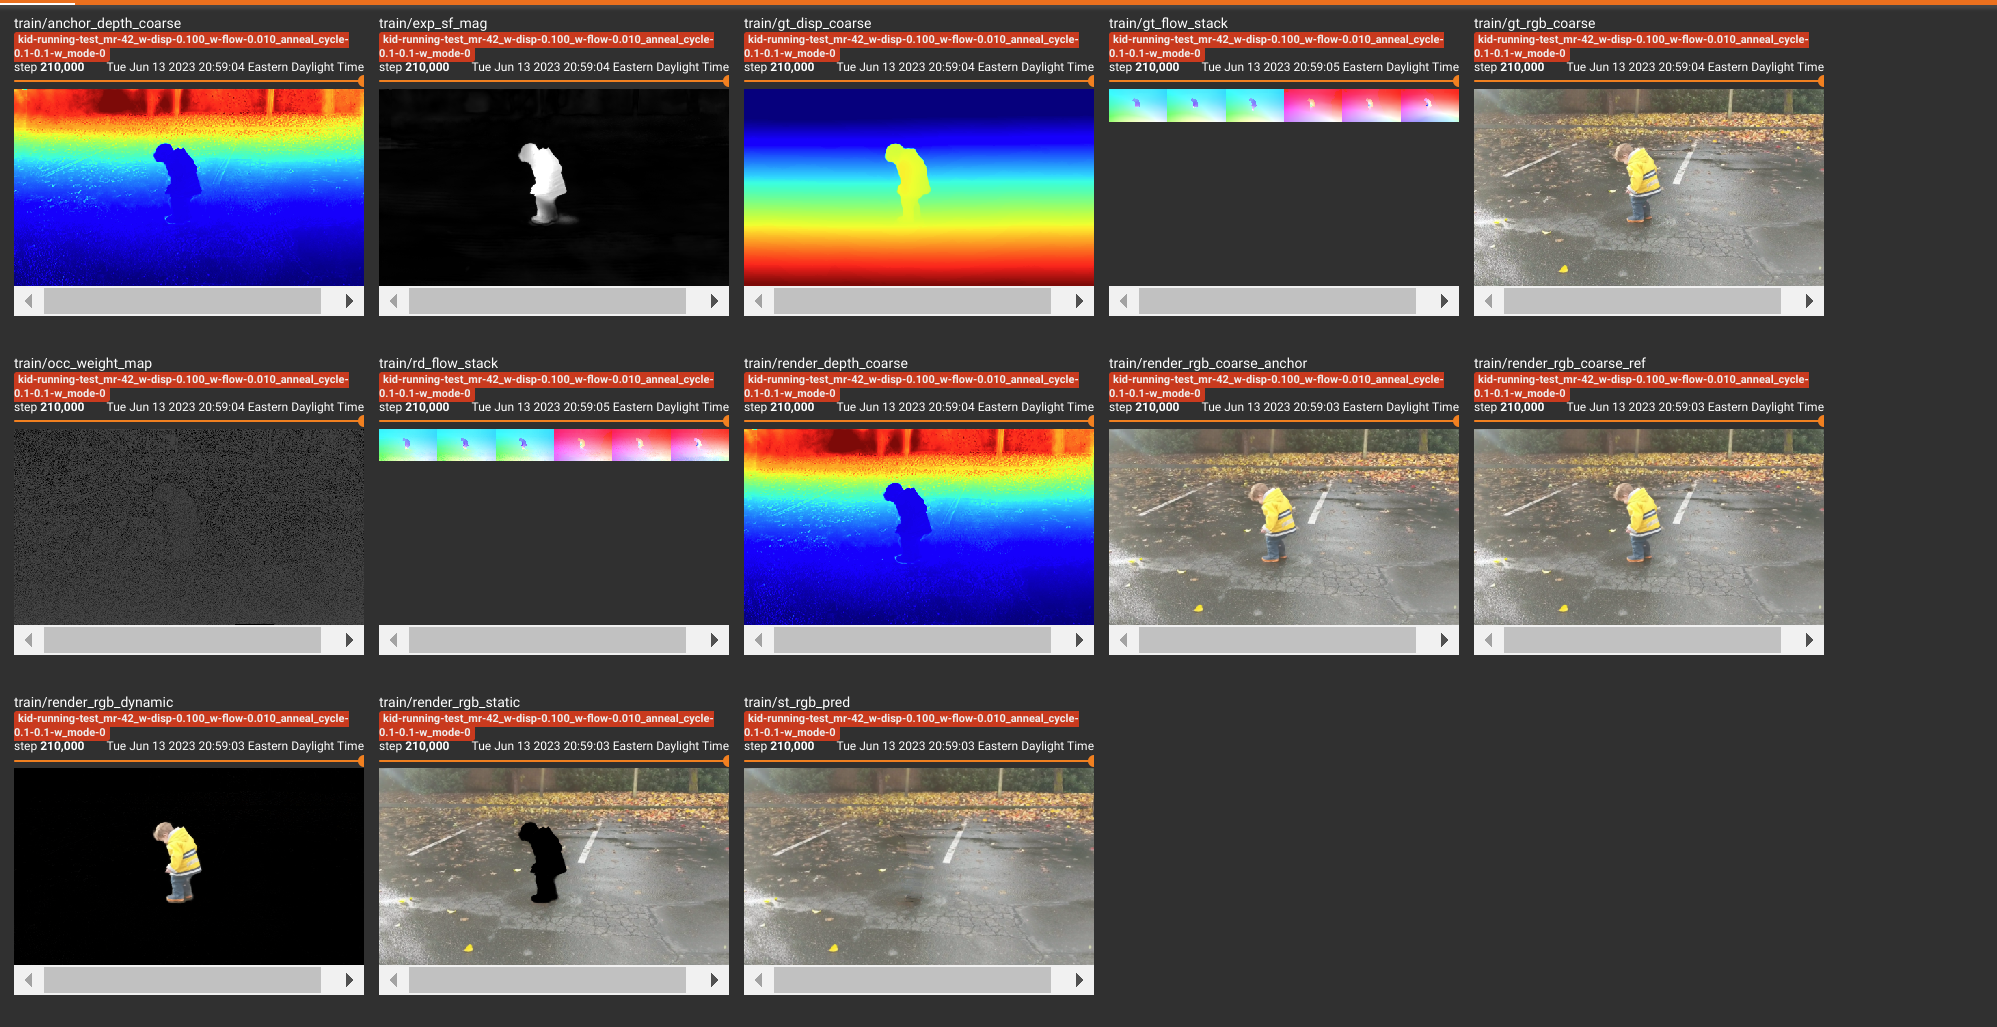 train/anchor_depth_coarse
kid-running-test_mr-42_w-disp-0.100_w-flow-0.010_anneal_cycle-
0.1-0.1-w_mode-0
step 210,000 Tue Jun 13 2023 20:59:04 Eastern Daylight Time
train/exp_sf_mag
kid-running-test_mr-42_w-disp-0.100_w-flow-0.010_anneal_cycle-
0.1-0.1-w_mode-0
step 210,000 Tue Jun 13 2023 20:59:04 Eastern Daylight Time
train/gt_disp_coarse
kid-running-test_mr-42_w-disp-0.100_w-flow-0.010_anneal_cycle-
0.1-0.1-w_mode-0
step 210,000 Tue Jun 13 2023 20:59:04 Eastern Daylight Time
train/gt_flow_stack
kid-running-test_mr-42_w-disp-0.100_w-flow-0.010_anneal_cycle-
0.1-0.1-w_mode-0
step 210,000 Tue Jun 13 2023 20:59:05 Eastern Daylight Time
train/gt_rgb_coarse
kid-running-test_mr-42_w-disp-0.100_w-flow-0.010_anneal_cycle-
0.1-0.1-w_mode-0
step 210,000 Tue Jun 13 2023 20:59:04 Eastern Daylight Time
train/occ_weight_map
kid-running-test_mr-42_w-disp-0.100_w-flow-0.010_anneal_cycle-
0.1-0.1-w_mode-0
step 210,000 Tue Jun 13 2023 20:59:04 Eastern Daylight Time
train/rd_flow_stack
kid-running-test_mr-42_w-disp-0.100_w-flow-0.010_anneal_cycle-
0.1-0.1-w_mode-0
step 210,000 Tue Jun 13 2023 20:59:05 Eastern Daylight Time
train/render_depth_coarse
kid-running-test_mr-42_w-disp-0.100_w-flow-0.010_anneal_cycle-
0.1-0.1-w_mode-0
step 210,000 Tue Jun 13 2023 20:59:04 Eastern Daylight Time
train/render_rgb_coarse_anchor
kid-running-test_mr-42_w-disp-0.100_w-flow-0.010_anneal_cycle-
0.1-0.1-w_mode-0
step 210,000 Tue Jun 13 2023 20:59:03 Eastern Daylight Time
train/render_rgb_coarse_ref
kid-running-test_mr-42_w-disp-0.100_w-flow-0.010_anneal_cycle-
0.1-0.1-w_mode-0
step 210,000 Tue Jun 13 2023 20:59:03 Eastern Daylight Time
train/render_rgb_dynamic
kid-running-test_mr-42_w-disp-0.100_w-flow-0.010_anneal_cycle-
0.1-0.1-w_mode-0
step 210,000 Tue Jun 13 2023 20:59:03 Eastern Daylight Time
train/render_rgb_static
kid-running-test_mr-42_w-disp-0.100_w-flow-0.010_anneal_cycle-
0.1-0.1-w_mode-0
step 210,000 Tue Jun 13 2023 20:59:03 Eastern Daylight Time
train/st_rgb_pred
kid-running-test_mr-42_w-disp-0.100_w-flow-0.010_anneal_cycle-
0.1-0.1-w_mode-0
step 210,000 Tue Jun 13 2023 20:59:03 Eastern Daylight Time